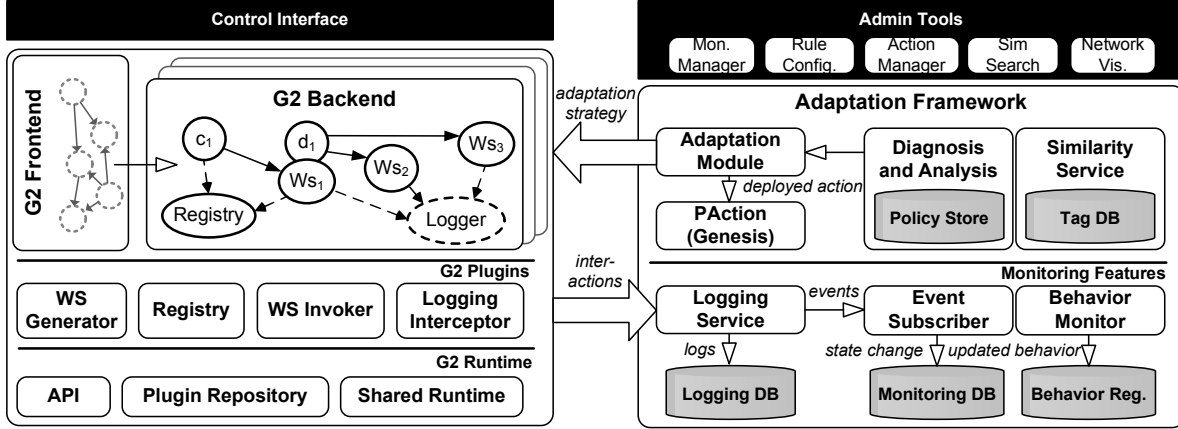 Control Interface
G2 Frontend
G2 Backend
c1
d1
Ws1
Ws2
Ws3
Registry
Logger
G2 Plugins
WS
Generator
Registry
WS Invoker
Logging
Interceptor
G2 Runtime
API
Plugin Repository
Shared Runtime
adaptation
strategy
inter-
actions
Admin Tools
Mon.
Manager
Rule
Config.
Action
Manager
Sim
Search
Network
Vis.
Adaptation Framework
Adaptation
Module
deployed action
PAction
(Genesis)
Diagnosis
and Analysis
Policy Store
Similarity
Service
Tag DB
Monitoring Features
Logging
Service
events
Event
Subscriber
Behavior
Monitor
logs
state change
updated behavior
Logging DB
Monitoring DB
Behavior Reg.